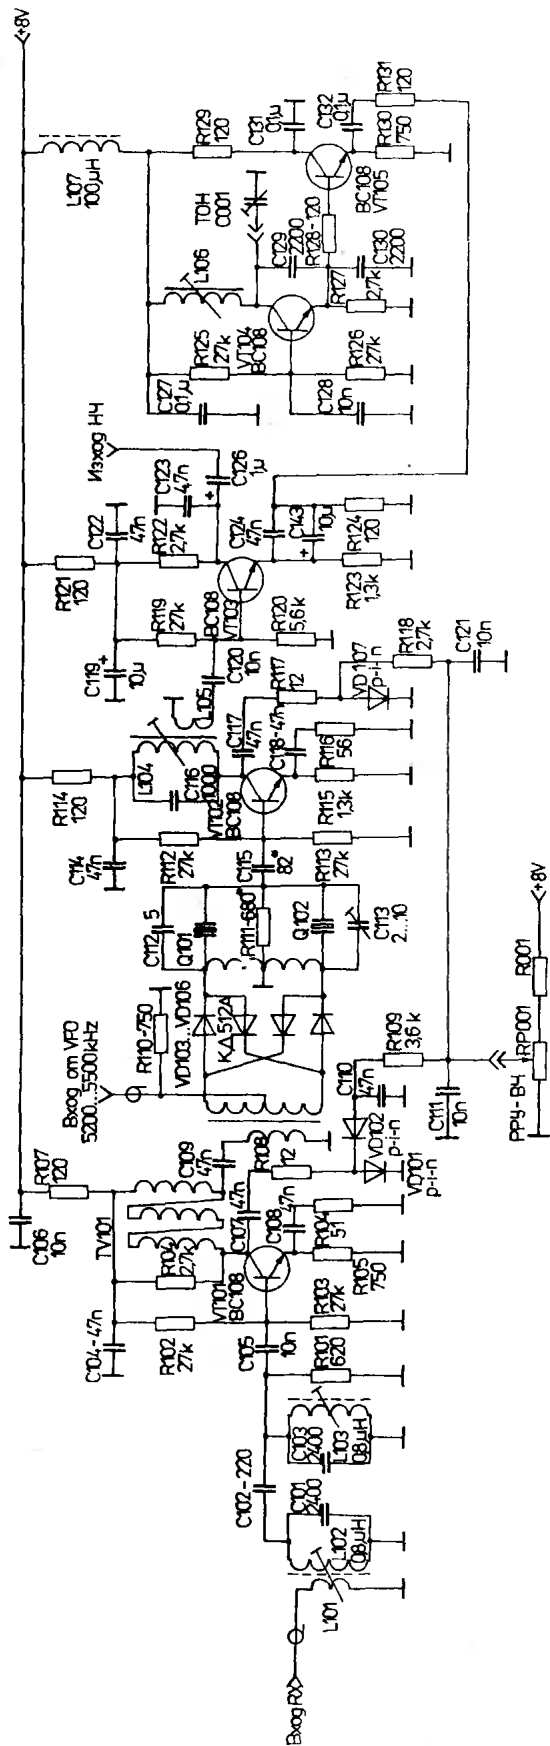 Вход RX
L101
L102
0,8μH
C101
2400
C102-220
C103
2400
L103
0,8μH
R101
620
C105
10n
C104-47n
R102
27k
R103
27k
VT101
BC108
R104
2,7k
TV101
C106
10n
R107
120
C109
47n
C107
47n
C108
47n
R104
51
R105
750
R108
12
VD101
p-i-n
VD102
p-i-n
C110
47n
R109
3,6k
C111
10n
РРУ-ВЧ
RP001
R001
+8V
Вход от VFO
5200...5500kHz
R110-750
VD103...VD106
КД512А
C112
5
Q101
R111-680
Q102
C113
2...10
C115
82*
C114
47n
R114
120
R112
27k
R113
27k
L104
C116
1000
VT102
BC108
L105
C117
47n
C118-47n
R115
1,3k
R116
56
R117
12
VD107
p-i-n
R118
2,7k
C121
10n
C119
+
10μ
R121
120
C122
47n
R119
27k
R122
2,7k
C123
47n
Изход НЧ
+
C126
1μ
VT103
BC108
C120
10n
R120
5,6k
C124
47n
+
C143
10μ
R123
1,3k
R124
120
L107
100μH
+8V
C127
0,1μ
R125
27k
L106
VT104
BC108
C128
10n
R126
27k
R127
2,7k
ТОН
C001
C129
2200
R128-120
C130
2200
R129
120
C131
0,1μ
C132
0,1μ
BC108
VT105
R130
750
R131
120